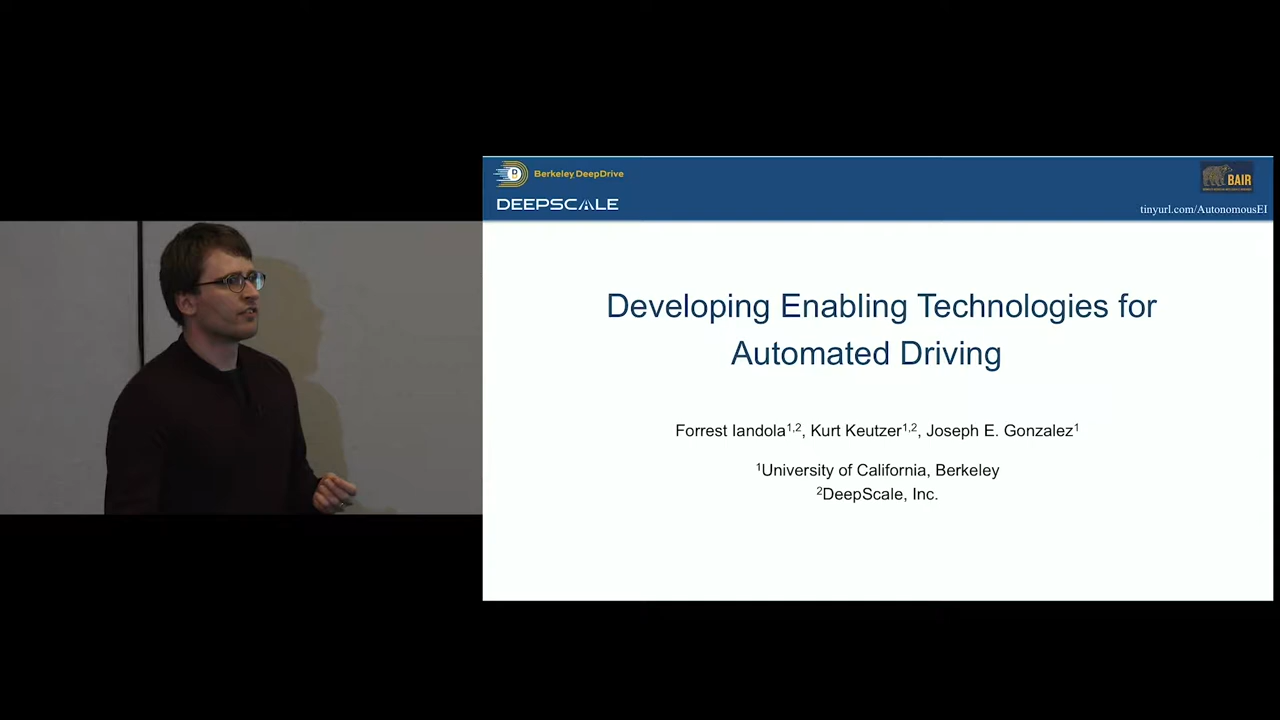 Berkeley DeepDrive
DEEPSCALE
BAIR
tinyurl.com/AutonomousEI
Developing Enabling Technologies for
Automated Driving
Forrest Iandola1,2, Kurt Keutzer1,2, Joseph E. Gonzalez1
1University of California, Berkeley
2DeepScale, Inc.